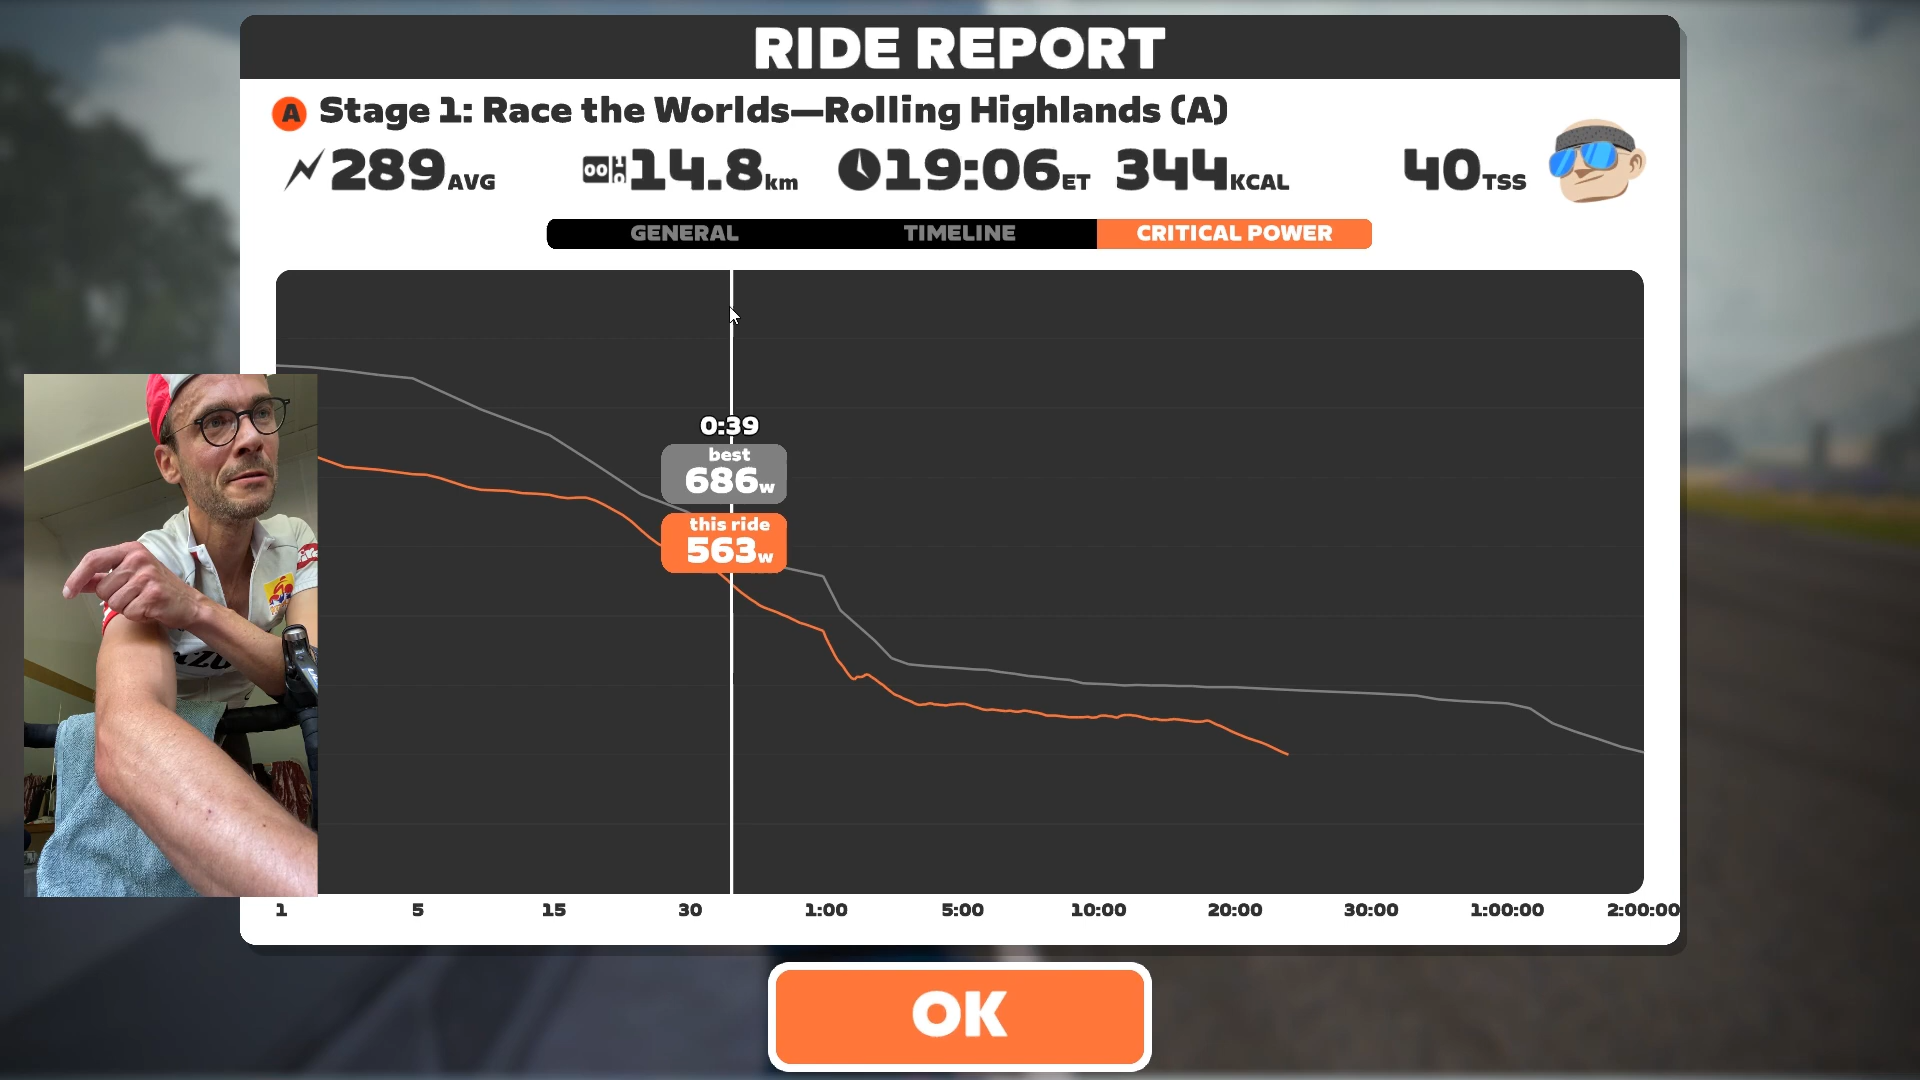 RIDE REPORT
A Stage 1: Race the Worlds—Rolling Highlands (A)
289AVG 14.8km 19:06ET 344KCAL 40TSS
GENERAL TIMELINE CRITICAL POWER
0:39
best
686w
this ride
563w
1 5 15 30 1:00 5:00 10:00 20:00 30:00 1:00:00 2:00:00
OK